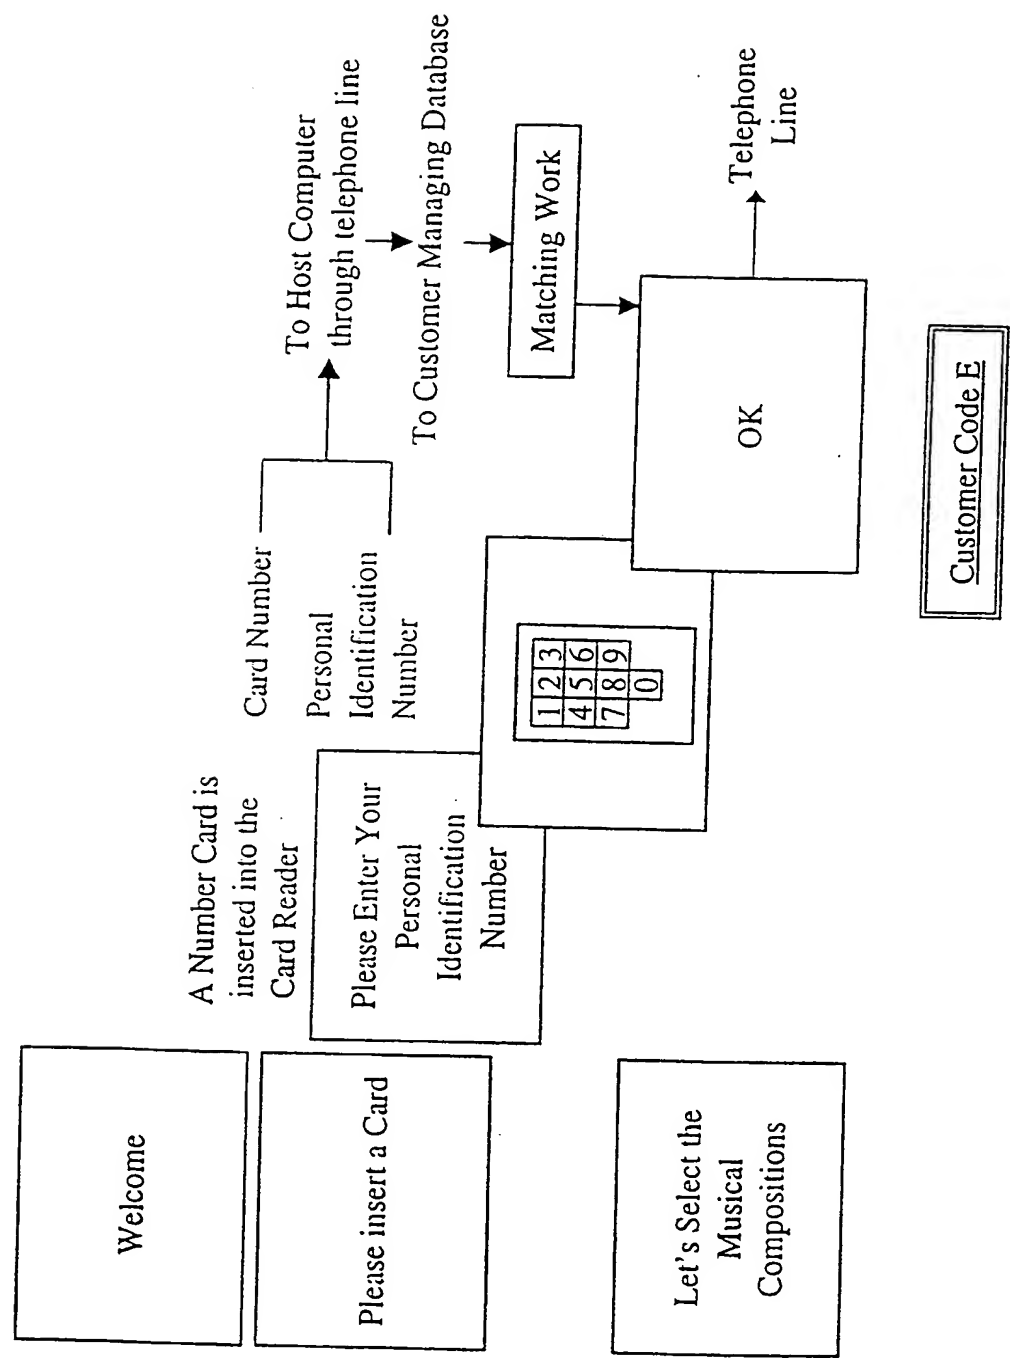 Welcome
Please insert a Card
A Number Card is
inserted into the
Card Reader
Please Enter Your
Personal
Identification
Number
1 2 3
4 5 6
7 8 9
0
Card Number
Personal
Identification
Number
To Host Computer
through telephone line
To Customer Managing Database
Matching Work
OK
Telephone
Line
Let's Select the
Musical
Compositions
Customer Code E